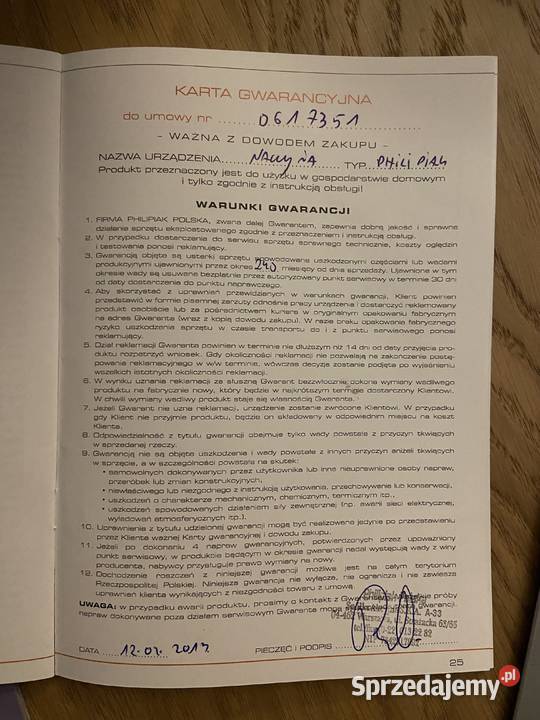 KARTA GWARANCYJNA
do umowy nr 0617351
- WAŻNA Z DOWODEM ZAKUPU -
NAZWA URZĄDZENIA NACZYNIA TYP PHILIPIAK
Produkt przeznaczony jest do użytku w gospodarstwie domowym
i tylko zgodnie z instrukcją obsługi!
WARUNKI GWARANCJI
1. FIRMA PHILIPIAK POLSKA, zwana dalej Gwarantem, zapewnia dobrą jakość i sprawne
działanie sprzętu eksploatowanego zgodnie z przeznaczeniem i instrukcją obsługi.
2. W przypadku dostarczenia do serwisu sprzętu sprawnego technicznie, koszty oględzin
i testowania ponosi reklamujący.
3. Gwarancją objęte są usterki sprzętu spowodowane uszkodzonymi częściami lub wadami
produkcyjnymi ujawnionymi przez okres 240 miesięcy od dnia sprzedaży. Ujawnione w tym
okresie wady są usuwane bezpłatnie przez autoryzowany punkt serwisowy w terminie 30 dni
od daty dostarczenia do punktu naprawczego.
4. Aby skorzystać z uprawnień przewidzianych w warunkach gwarancji, Klient powinien
przedstawić w formie pisemnej zarzuty odnośnie pracy urządzenia i dostarczyć reklamowany
produkt osobiście lub za pośrednictwem kuriera w oryginalnym opakowaniu fabrycznym
na adres Gwaranta (wraz z kopią dowodu zakupu). W razie braku opakowania fabrycznego
ryzyko uszkodzenia sprzętu w czasie transportu do i z punktu serwisowego ponosi
reklamujący.
5. Dział reklamacji Gwaranta powinien w terminie nie dłuższym niż 14 dni od daty przyjęcia pro-
duktu rozpatrzyć wniosek. Gdy okoliczności reklamacji nie pozwalają na zakończenie postę-
powania reklamacyjnego w w/w terminie, wówczas decyzja zostanie podjęta po wyjaśnieniu
wszelkich istotnych okoliczności reklamacji.
6. W wyniku uznania reklamacji za słuszną Gwarant bezzwłocznie dokona wymiany wadliwego
produktu na fabrycznie nowy, który będzie w najkrótszym terminie dostarczony Klientowi.
W chwili wymiany wadliwy produkt staje się własnością Gwaranta.
7. Jeżeli Gwarant nie uzna reklamacji, urządzenie zostanie zwrócone Klientowi. W przypadku
gdy Klient nie przyjmie produktu, będzie on składowany w odpowiednim miejscu na koszt
Klienta.
8. Odpowiedzialność z tytułu gwarancji obejmuje tylko wady powstałe z przyczyn tkwiących
w sprzedanej rzeczy.
9. Gwarancją nie są objęte uszkodzenia i wady powstałe z innych przyczyn aniżeli tkwiących
w sprzęcie, a w szczególności powstałe na skutek:
• samowolnych dokonywanych przez użytkownika lub inne nieuprawnione osoby napraw,
przeróbek lub zmian konstrukcyjnych,
• niewłaściwego lub niezgodnego z instrukcją użytkowania, przechowywania lub konserwacji,
• uszkodzeń o charakterze mechanicznym, chemicznym, termicznym itp.,
• uszkodzeń spowodowanych działaniem siły zewnętrznej (np. awarii sieci elektrycznej,
wyładowań atmosferycznych itp.).
10. Uprawnienia z tytułu udzielonej gwarancji mogą być realizowane jedynie po przedstawieniu
przez Klienta ważnej Karty gwarancyjnej i dowodu zakupu.
11. Jeżeli po dokonaniu 4 napraw gwarancyjnych, potwierdzonych przez upoważniony
punkt serwisowy, w produkcie będącym w okresie gwarancji nadal występują wady z winy
producenta, nabywcy przysługuje prawo wymiany na nowy.
12. Dochodzenie roszczeń z niniejszej gwarancji możliwe jest na całym terytorium
Rzeczpospolitej Polskiej. Niniejsza gwarancja nie wyłącza, nie ogranicza i nie zawiesza
uprawnień klienta wynikających z niezgodności towaru z umową.
UWAGA: w przypadku awarii produktu, prosimy o kontakt z Gwarantem. próby
napraw dokonywane poza działem serwisowym Gwaranta mogą gwarancji.
A-33
63/65
DATA 12.07.2017 PIECZĘĆ I PODPIS
25
Sprzedajemy.pl